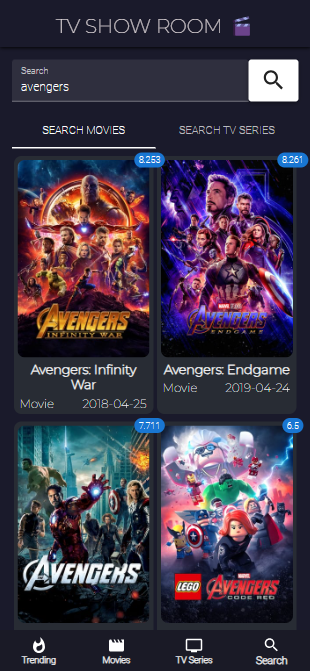 TV SHOW ROOM
Search
avengers
SEARCH MOVIES
SEARCH TV SERIES
8.253
8.261
AVENGERS
INFINITY WAR
AVENGERS
ENDGAME
Avengers: Infinity
War
Movie 2018-04-25
Avengers: Endgame
Movie 2019-04-24
7.711
6.5
AVENGERS
MARVEL
LEGO AVENGERS
CODE RED
Trending
Movies
TV Series
Search